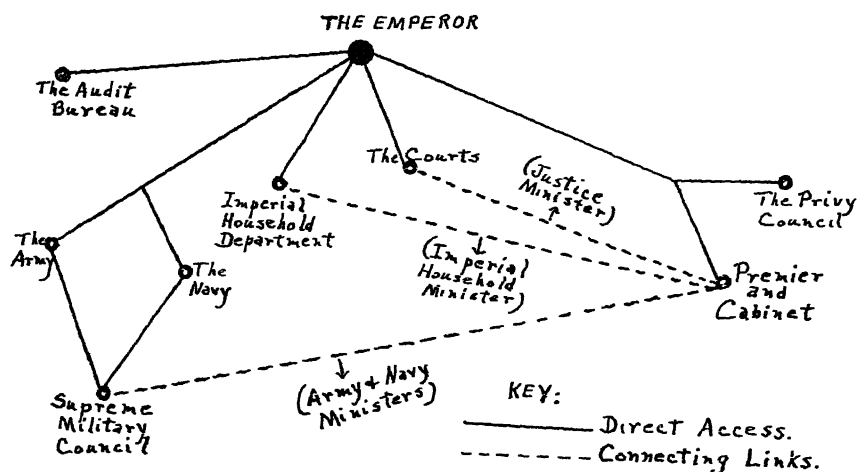 THE EMPEROR
The Audit
Bureau
The Courts
(Justice
Minister)
The Privy
Council
Imperial
Household
Department
The
Army
The
Navy
(Imperial
Household
Minister)
Premier
and
Cabinet
(Army & Navy
Ministers)
Supreme
Military
Council
KEY:
Direct Access.
Connecting Links.